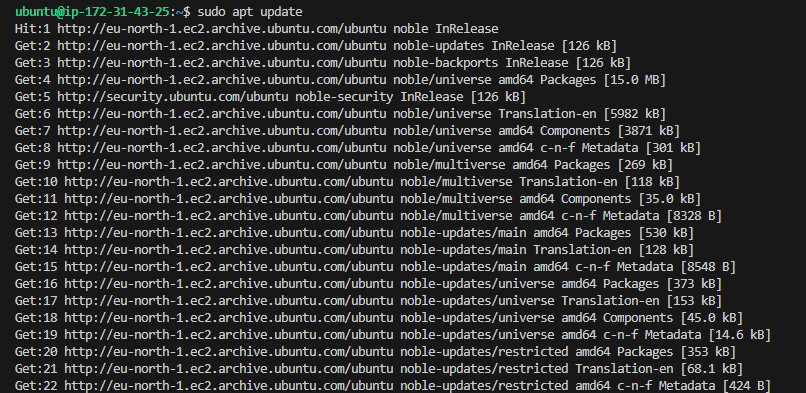 ubuntu@ip-172-31-43-25:~$ sudo apt update
Hit:1 http://eu-north-1.ec2.archive.ubuntu.com/ubuntu noble InRelease
Get:2 http://eu-north-1.ec2.archive.ubuntu.com/ubuntu noble-updates InRelease [126 kB]
Get:3 http://eu-north-1.ec2.archive.ubuntu.com/ubuntu noble-backports InRelease [126 kB]
Get:4 http://eu-north-1.ec2.archive.ubuntu.com/ubuntu noble/universe amd64 Packages [15.0 MB]
Get:5 http://security.ubuntu.com/ubuntu noble-security InRelease [126 kB]
Get:6 http://eu-north-1.ec2.archive.ubuntu.com/ubuntu noble/universe Translation-en [5982 kB]
Get:7 http://eu-north-1.ec2.archive.ubuntu.com/ubuntu noble/universe amd64 Components [3871 kB]
Get:8 http://eu-north-1.ec2.archive.ubuntu.com/ubuntu noble/universe amd64 c-n-f Metadata [301 kB]
Get:9 http://eu-north-1.ec2.archive.ubuntu.com/ubuntu noble/multiverse amd64 Packages [269 kB]
Get:10 http://eu-north-1.ec2.archive.ubuntu.com/ubuntu noble/multiverse Translation-en [118 kB]
Get:11 http://eu-north-1.ec2.archive.ubuntu.com/ubuntu noble/multiverse amd64 Components [35.0 kB]
Get:12 http://eu-north-1.ec2.archive.ubuntu.com/ubuntu noble/multiverse amd64 c-n-f Metadata [8328 B]
Get:13 http://eu-north-1.ec2.archive.ubuntu.com/ubuntu noble-updates/main amd64 Packages [530 kB]
Get:14 http://eu-north-1.ec2.archive.ubuntu.com/ubuntu noble-updates/main Translation-en [128 kB]
Get:15 http://eu-north-1.ec2.archive.ubuntu.com/ubuntu noble-updates/main amd64 c-n-f Metadata [8548 B]
Get:16 http://eu-north-1.ec2.archive.ubuntu.com/ubuntu noble-updates/universe amd64 Packages [373 kB]
Get:17 http://eu-north-1.ec2.archive.ubuntu.com/ubuntu noble-updates/universe Translation-en [153 kB]
Get:18 http://eu-north-1.ec2.archive.ubuntu.com/ubuntu noble-updates/universe amd64 Components [45.0 kB]
Get:19 http://eu-north-1.ec2.archive.ubuntu.com/ubuntu noble-updates/universe amd64 c-n-f Metadata [14.6 kB]
Get:20 http://eu-north-1.ec2.archive.ubuntu.com/ubuntu noble-updates/restricted amd64 Packages [353 kB]
Get:21 http://eu-north-1.ec2.archive.ubuntu.com/ubuntu noble-updates/restricted Translation-en [68.1 kB]
Get:22 http://eu-north-1.ec2.archive.ubuntu.com/ubuntu noble-updates/restricted amd64 c-n-f Metadata [424 B]